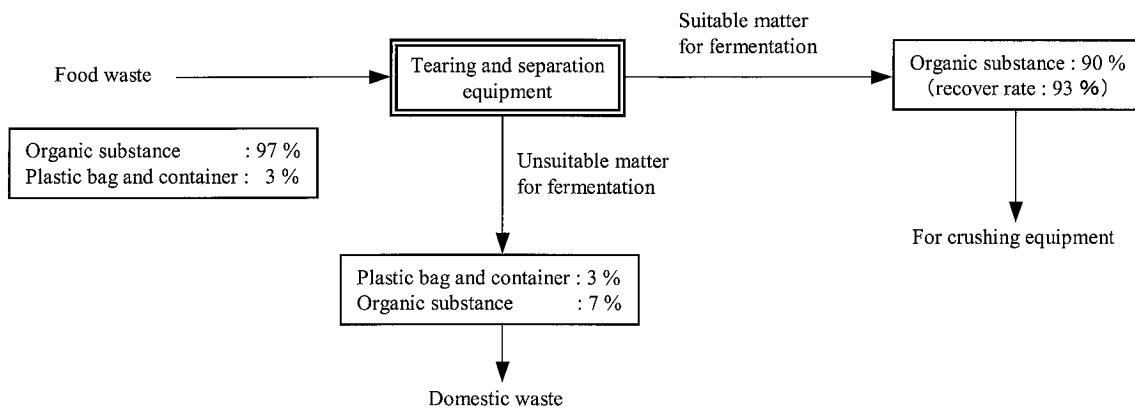 Food waste
Organic substance : 97 %
Plastic bag and container : 3 %
Tearing and separation
equipment
Suitable matter
for fermentation
Organic substance : 90 %
(recover rate : 93 %)
For crushing equipment
Unsuitable matter
for fermentation
Plastic bag and container : 3 %
Organic substance : 7 %
Domestic waste